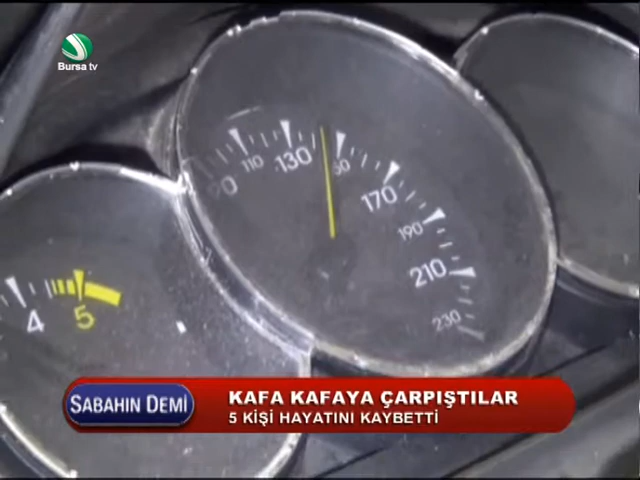 Bursa tv
90
110
130
170
190
210
230
4
5
SABAHIN DEMİ
KAFA KAFAYA ÇARPIŞTILAR
5 KİŞİ HAYATINI KAYBETTİ